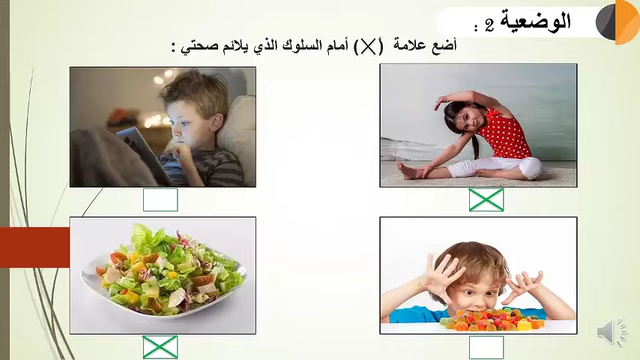 الوضعية 2 :
أضع علامة (X) أمام السلوك الذي يلائم صحتي :